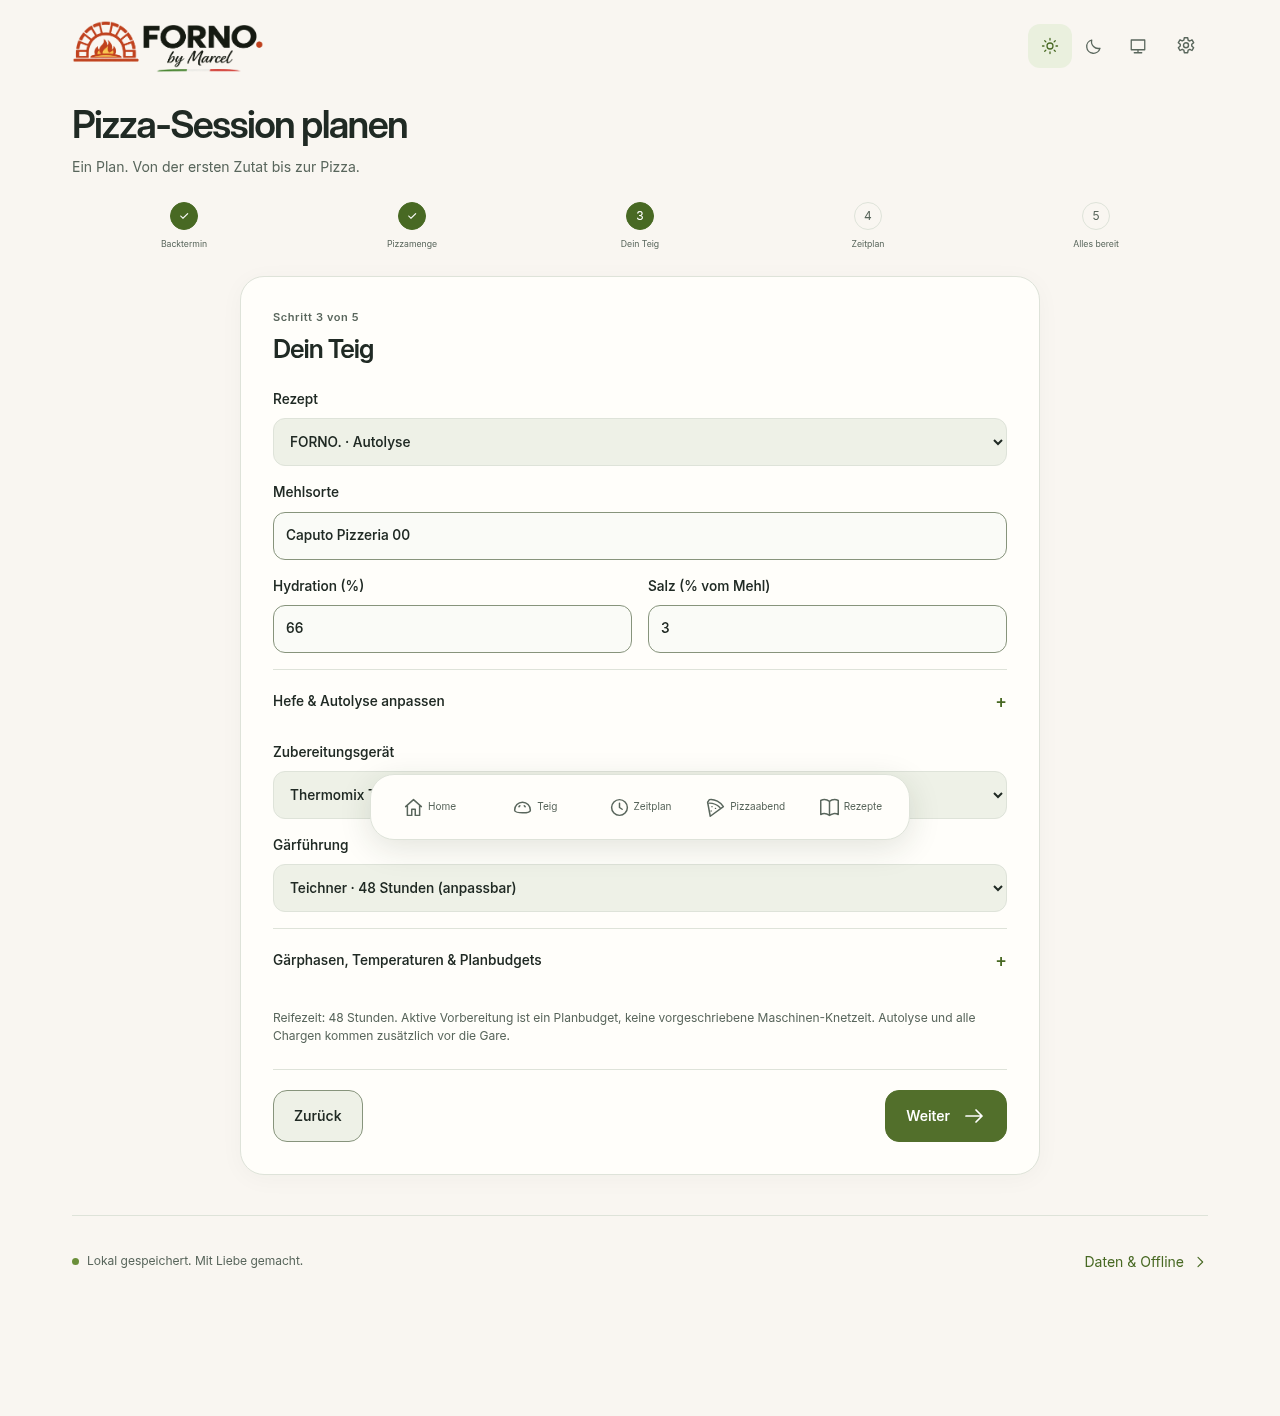 FORNO.
by Marcel
Pizza-Session planen
Ein Plan. Von der ersten Zutat bis zur Pizza.
3
4
5
Backtermin
Pizzamenge
Dein Teig
Zeitplan
Alles bereit
Schritt 3 von 5
Dein Teig
Rezept
FORNO. · Autolyse
Mehlsorte
Caputo Pizzeria 00
Hydration (%)
Salz (% vom Mehl)
66
3
Hefe & Autolyse anpassen
+
Zubereitungsgerät
Thermomix
Home
Teig
Zeitplan
Pizzaabend
Rezepte
Gärführung
Teichner · 48 Stunden (anpassbar)
Gärphasen, Temperaturen & Planbudgets
+
Reifezeit: 48 Stunden. Aktive Vorbereitung ist ein Planbudget, keine vorgeschriebene Maschinen-Knetzeit. Autolyse und alle
Chargen kommen zusätzlich vor die Gare.
Zurück
Weiter
Lokal gespeichert. Mit Liebe gemacht.
Daten & Offline